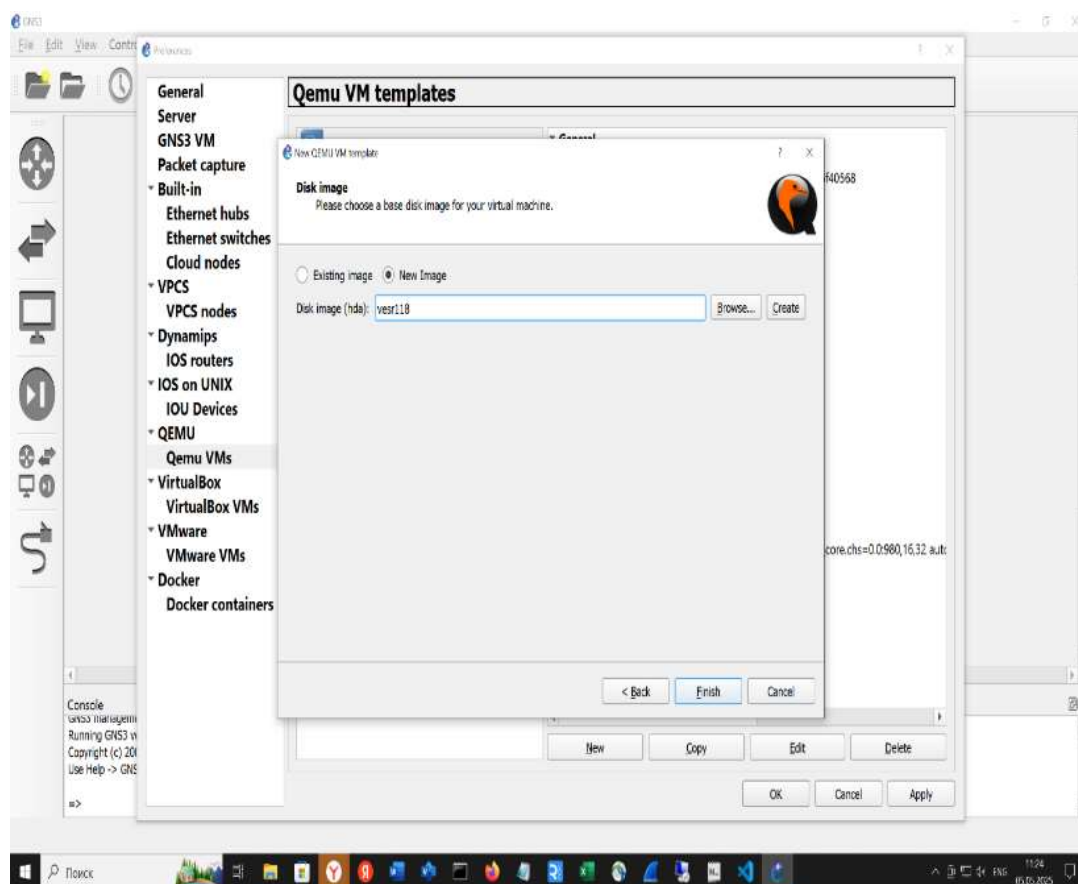 GNS3
File Edit View Contr
Preferences
? X
General
Server
GNS3 VM
Packet capture
Built-in
Ethernet hubs
Ethernet switches
Cloud nodes
VPCS
VPCS nodes
Dynamips
IOS routers
IOS on UNIX
IOU Devices
QEMU
Qemu VMs
VirtualBox
VirtualBox VMs
VMware
VMware VMs
Docker
Docker containers
Qemu VM templates
General
f40568
core.chs=0.0:980,16,32 auto
New QEMU VM template
? X
Disk image
Please choose a base disk image for your virtual machine.
Existing image New Image
Disk image (hda): vesr118 Browse... Create
< Back Finish Cancel
New Copy Edit Delete
OK Cancel Apply
Console
GNS3 managem
Running GNS3 v
Copyright (c) 200
Use Help -> GNS
=>
Поиск
ENG
11:24
05.05.2025